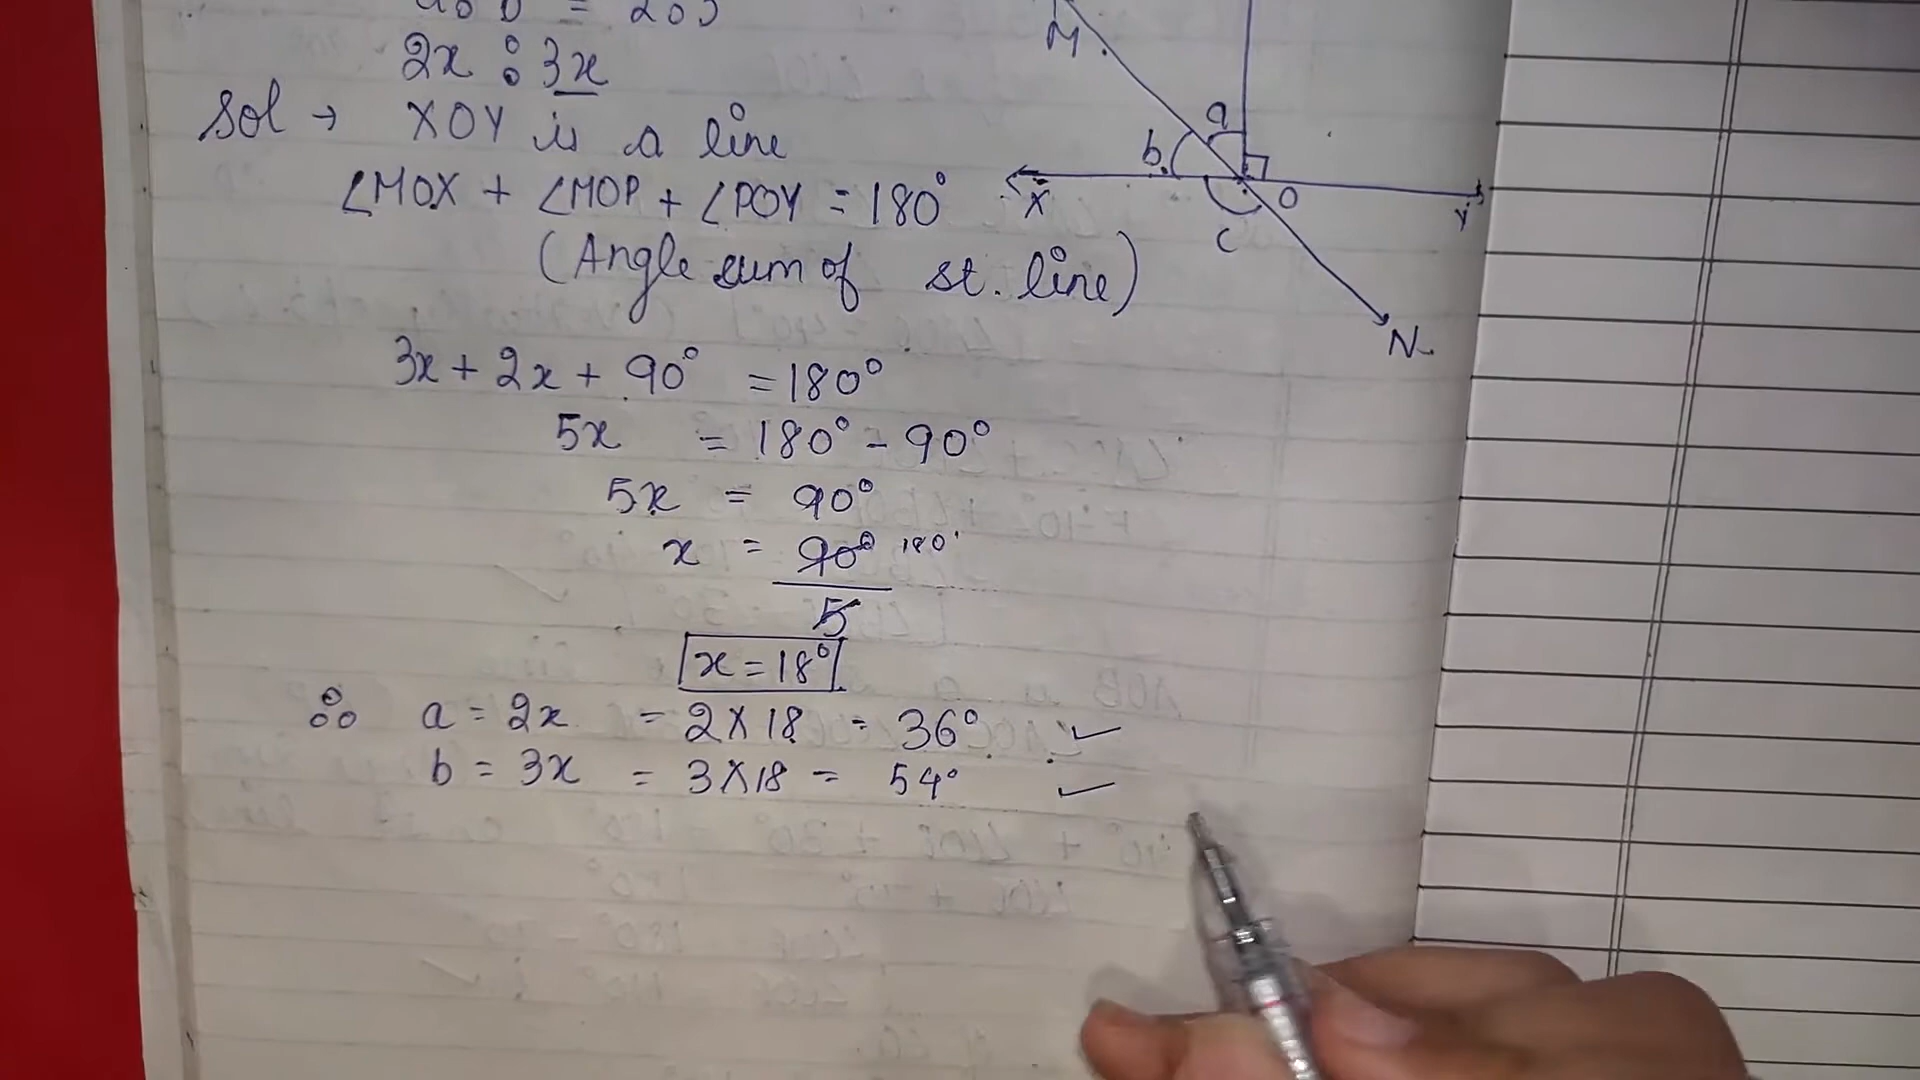 2x : 3x
Sol → XOY is a line
∠MOX + ∠MOP + ∠POY = 180°
(Angle sum of st. line)
3x + 2x + 90° = 180°
5x = 180° - 90°
5x = 90°
x = 90° 180°
5
x = 18°
∴ a = 2x = 2 X 18 = 36° ✓
b = 3x = 3 X 18 = 54° ✓
M
a
b
X
O
Y
C
N